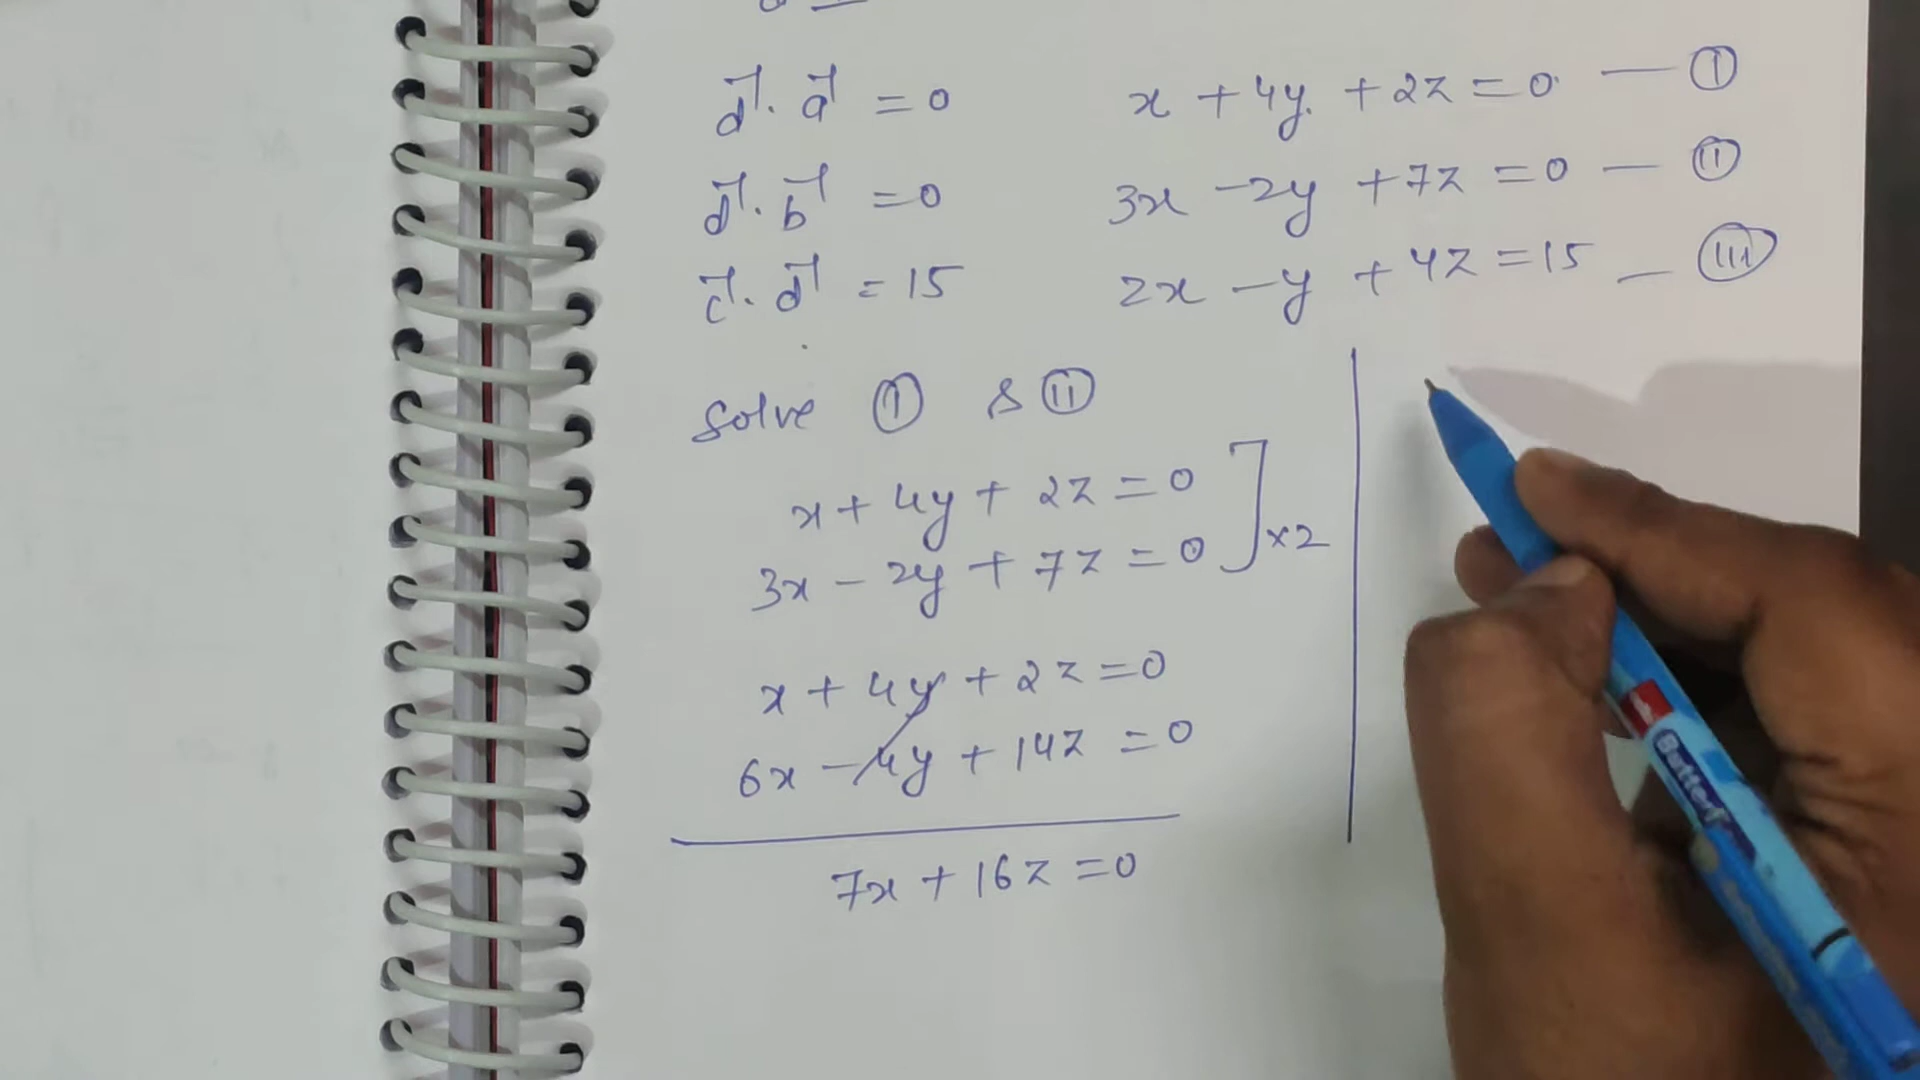 d⃗ . a⃗ = 0    x + 4y + 2z = 0 — (I)
d⃗ . b⃗ = 0    3x - 2y + 7z = 0 — (II)
c⃗ . d⃗ = 15    2x - y + 4z = 15 — (III)
Solve (I) & (II)
x + 4y + 2z = 0
3x - 2y + 7z = 0 ] ×2
x + 4y + 2z = 0
6x - 4y + 14z = 0
7x + 16z = 0